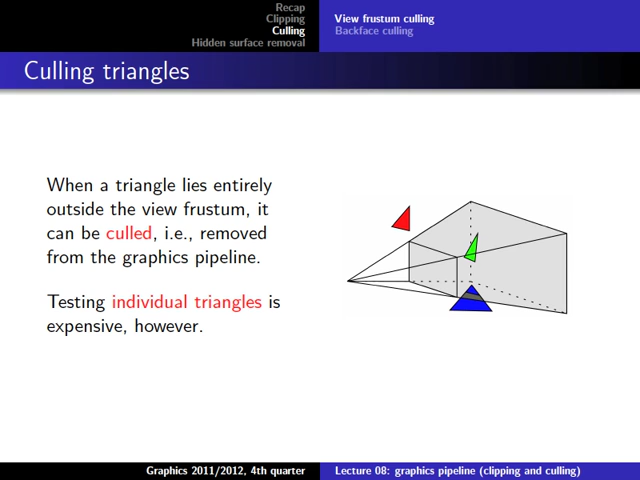 Recap
Clipping
Culling
Hidden surface removal
View frustum culling
Backface culling
Culling triangles
When a triangle lies entirely
outside the view frustum, it
can be culled, i.e., removed
from the graphics pipeline.
Testing individual triangles is
expensive, however.
Graphics 2011/2012, 4th quarter
Lecture 08: graphics pipeline (clipping and culling)